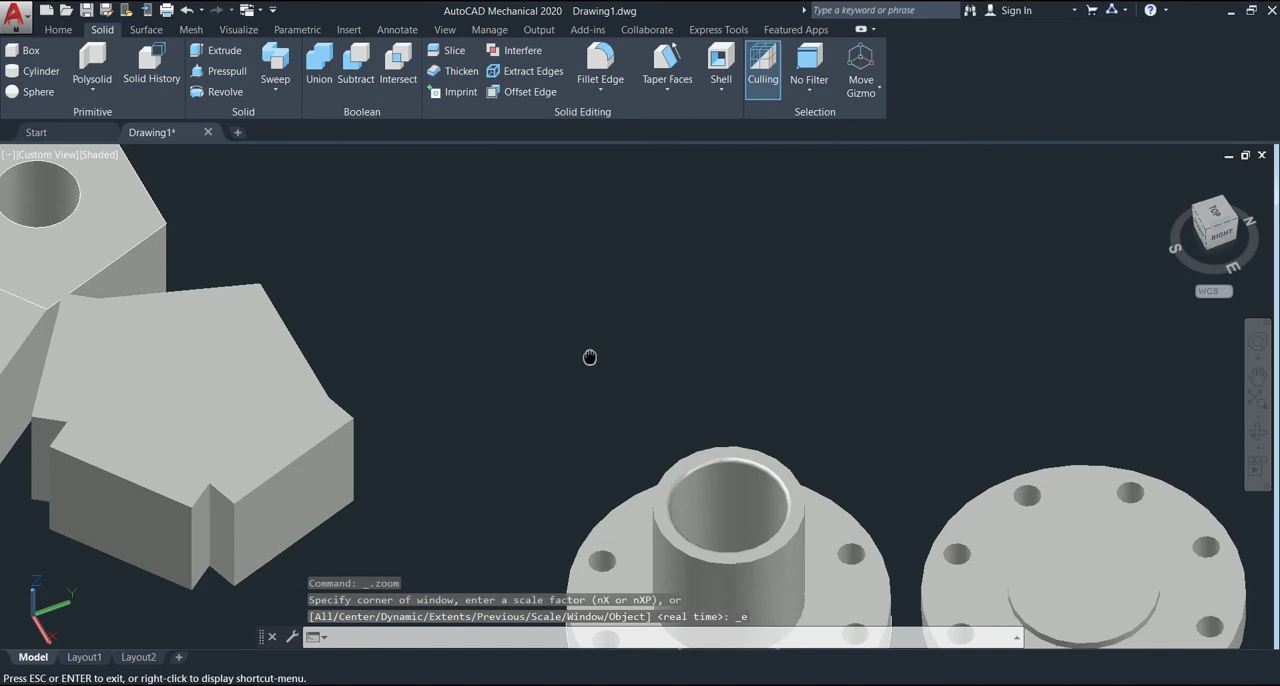 AutoCAD Mechanical 2020 Drawing1.dwg
Type a keyword or phrase
Sign In
Home Solid Surface Mesh Visualize Parametric Insert Annotate View Manage Output Add-ins Collaborate Express Tools Featured Apps
Box
Cylinder
Sphere
Polysolid
Solid History
Extrude
Presspull
Revolve
Sweep
Union
Subtract
Intersect
Slice
Thicken
Imprint
Interfere
Extract Edges
Offset Edge
Fillet Edge
Taper Faces
Shell
Culling
No Filter
Move
Gizmo
Primitive
Solid
Boolean
Solid Editing
Selection
Start
Drawing1*
[−][Custom View][Shaded]
TOP
RIGHT
N
S
E
WCS
Z
Y
X
Command: _.zoom
Specify corner of window, enter a scale factor (nX or nXP), or
[All/Center/Dynamic/Extents/Previous/Scale/Window/Object] <real time>: _e
Model Layout1 Layout2
Press ESC or ENTER to exit, or right-click to display shortcut-menu.